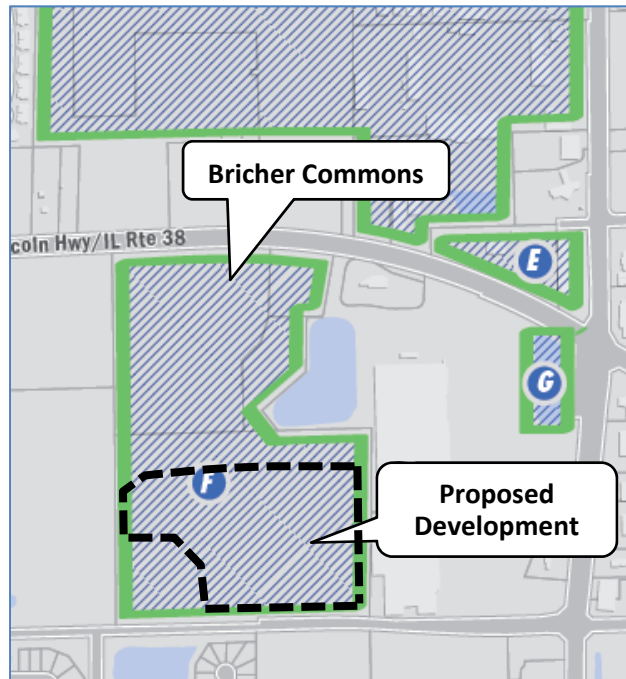 Bricher Commons
coln Hwy/IL Rte 38
E
G
F
Proposed
Development